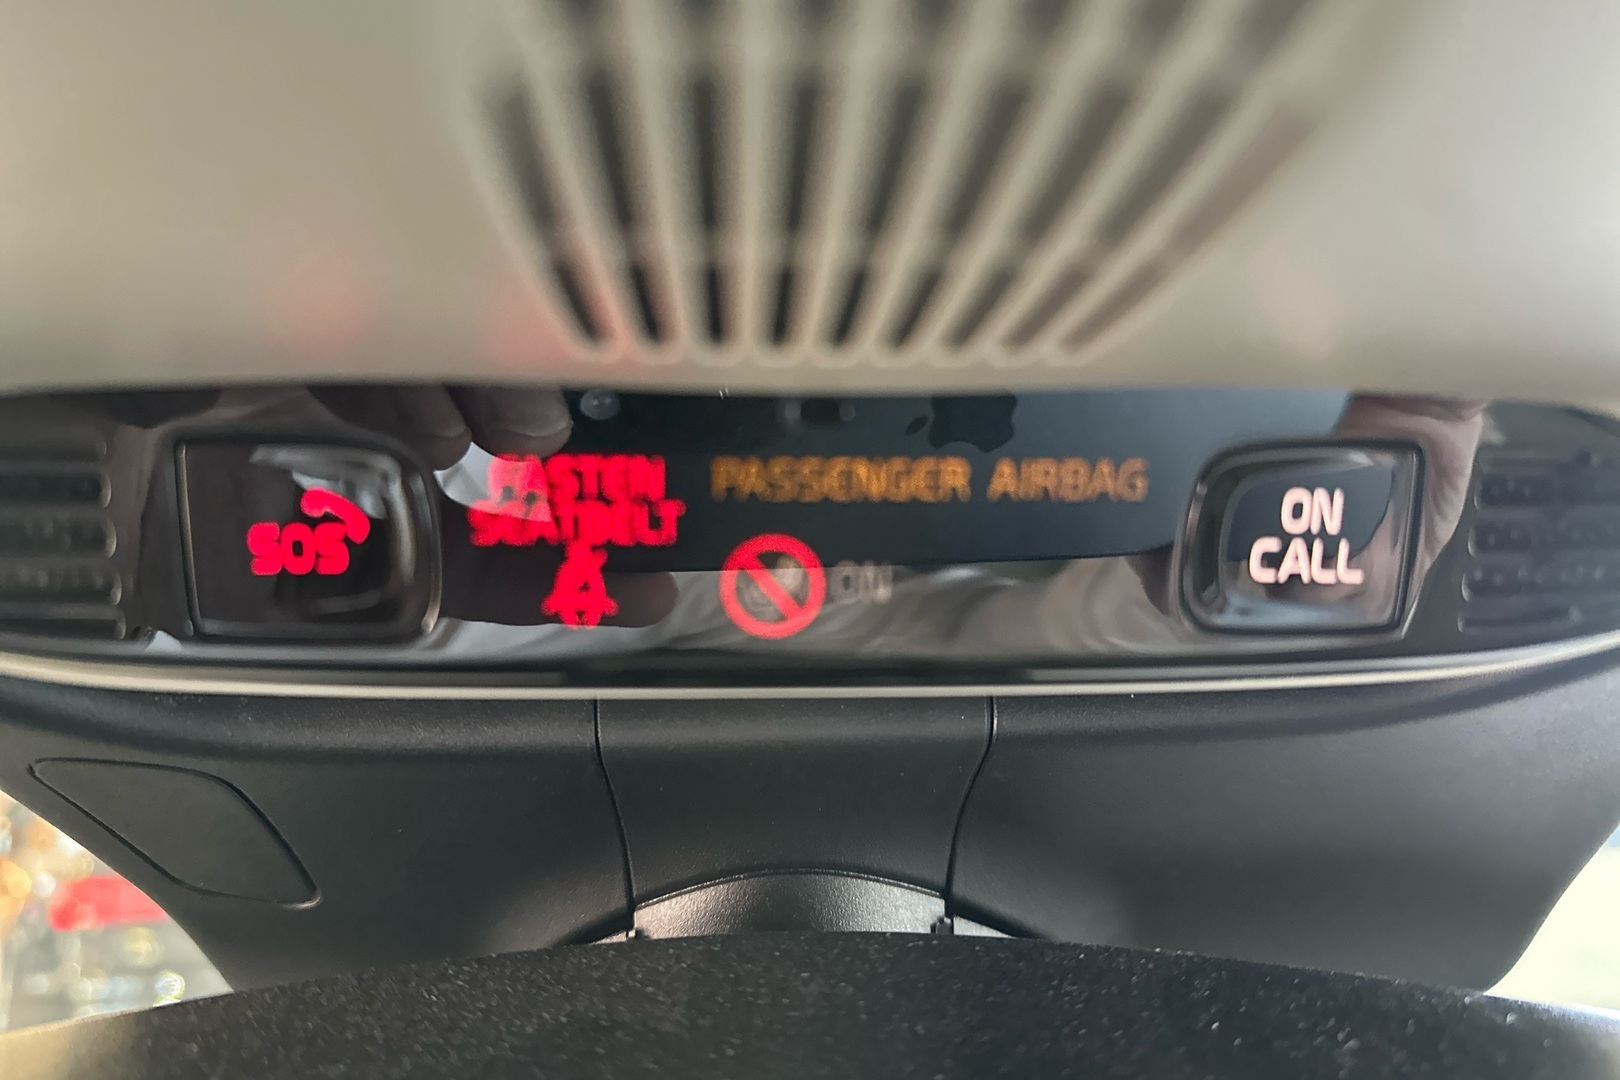 SOS
FASTEN
SEATBELT
PASSENGER AIRBAG
ON
ON
CALL